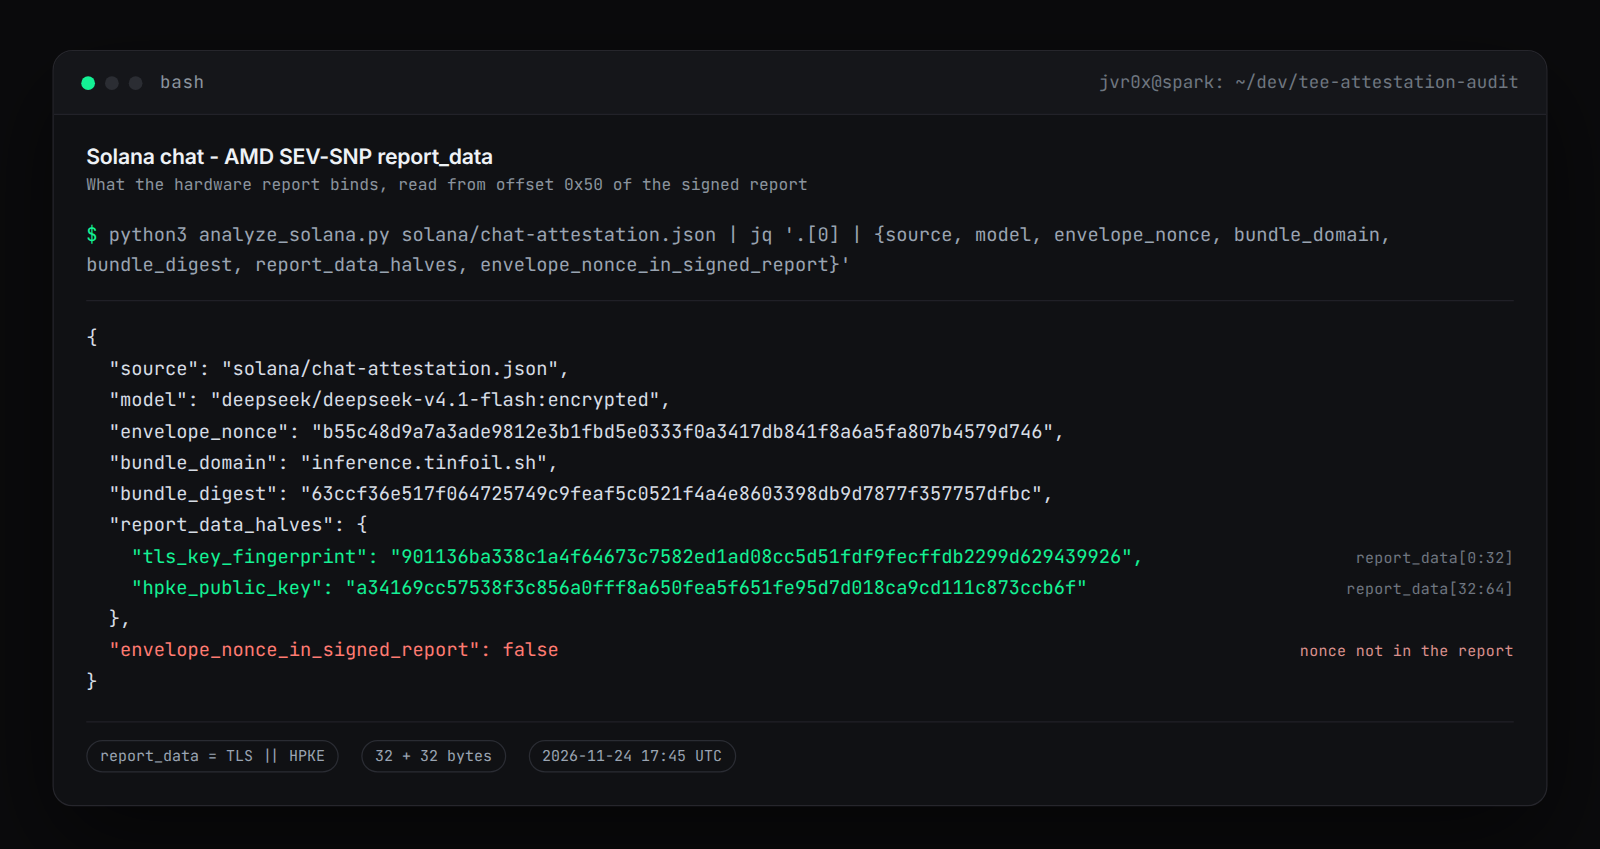 bash
jvr0x@spark: ~/dev/tee-attestation-audit
Solana chat - AMD SEV-SNP report_data
What the hardware report binds, read from offset 0x50 of the signed report
$ python3 analyze_solana.py solana/chat-attestation.json | jq '.[0] | {source, model, envelope_nonce, bundle_domain,
bundle_digest, report_data_halves, envelope_nonce_in_signed_report}'
{
"source": "solana/chat-attestation.json",
"model": "deepseek/deepseek-v4.1-flash:encrypted",
"envelope_nonce": "b55c48d9a7a3ade9812e3b1fbd5e0333f0a3417db841f8a6a5fa807b4579d746",
"bundle_domain": "inference.tinfoil.sh",
"bundle_digest": "63ccf36e517f064725749c9feaf5c0521f4a4e8603398db9d7877f357757dfbc",
"report_data_halves": {
"tls_key_fingerprint": "901136ba338c1a4f64673c7582ed1ad08cc5d51fdf9fecffdb2299d629439926",
report_data[0:32]
"hpke_public_key": "a34169cc57538f3c856a0fff8a650fea5f651fe95d7d018ca9cd111c873ccb6f"
report_data[32:64]
},
"envelope_nonce_in_signed_report": false
nonce not in the report
}
report_data = TLS || HPKE
32 + 32 bytes
2026-11-24 17:45 UTC